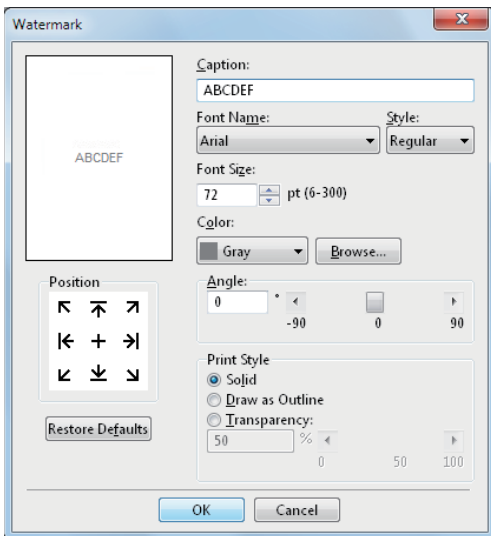 Watermark
ABCDEF
Caption:
ABCDEF
Font Name:
Style:
Arial
Regular
Font Size:
72
pt (6-300)
Color:
Gray
Browse...
Position
Restore Defaults
Angle:
0 °
-90 0 90
Print Style
Solid
Draw as Outline
Transparency:
50 %
0 50 100
OK
Cancel